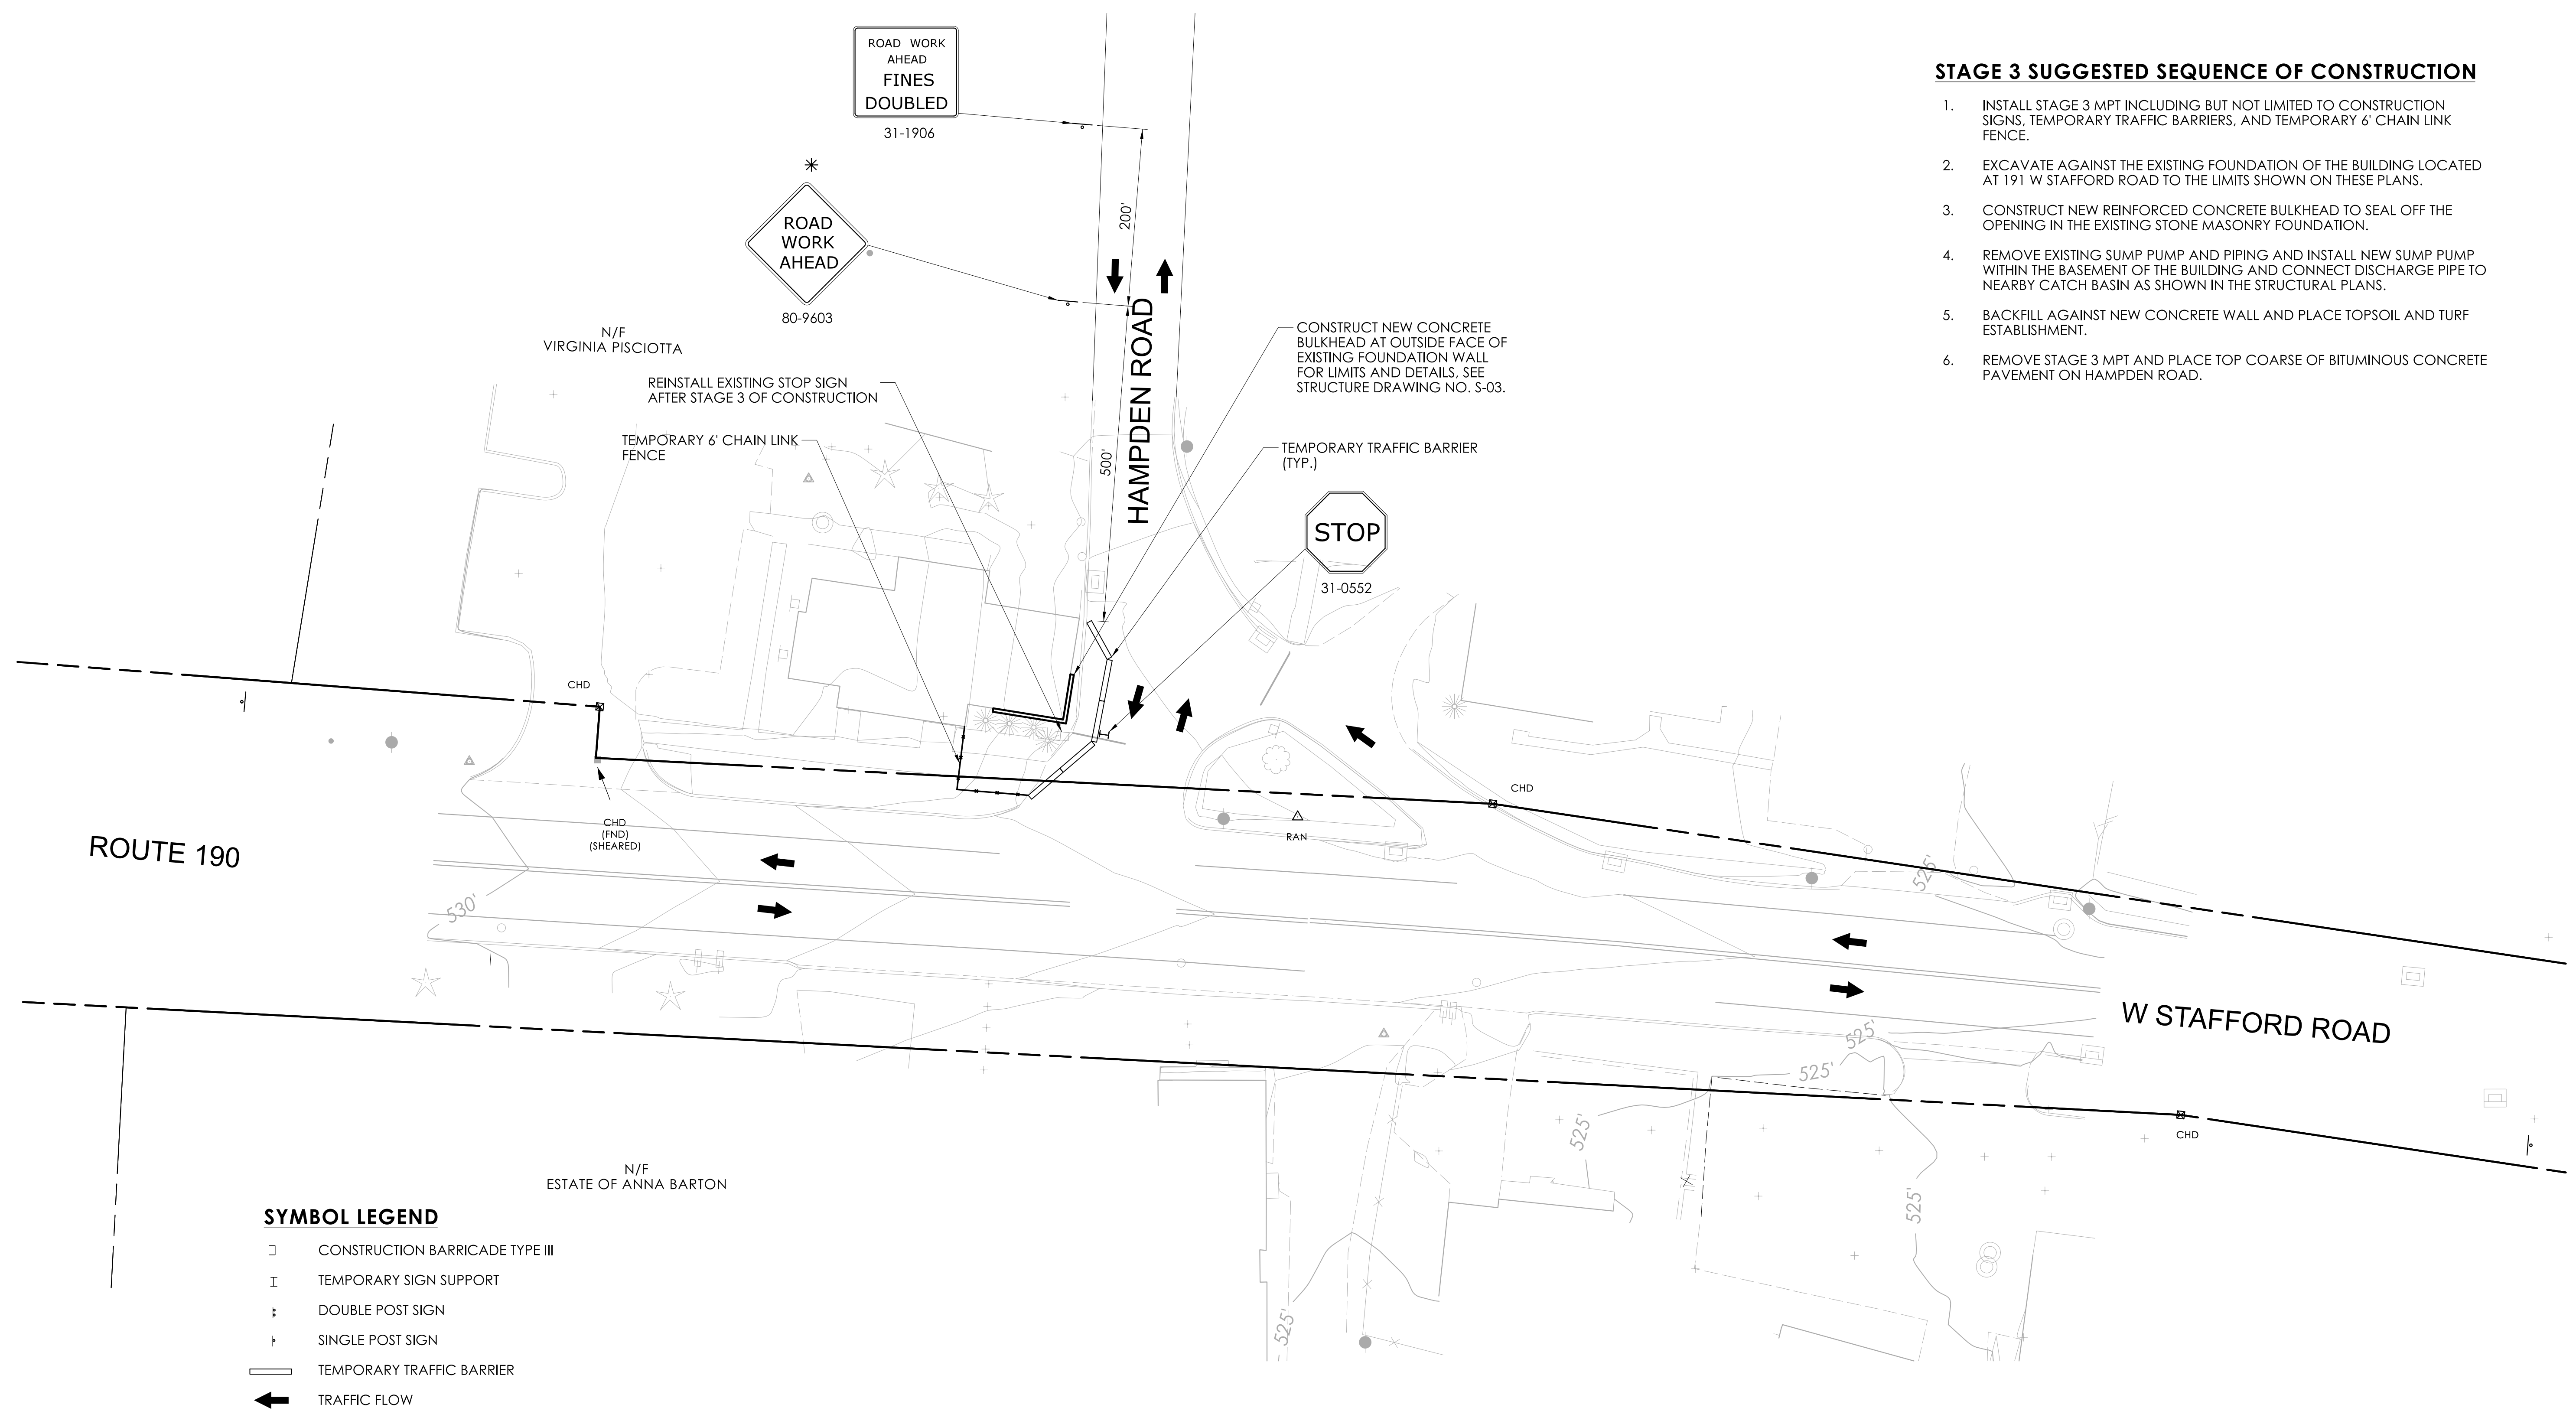 ROAD WORK
AHEAD
FINES
DOUBLED
31-1906
ROAD
WORK
AHEAD
80-9603
200'
500'
HAMPDEN ROAD
N/F
VIRGINIA PISCIOTTA
REINSTALL EXISTING STOP SIGN
AFTER STAGE 3 OF CONSTRUCTION
TEMPORARY 6' CHAIN LINK
FENCE
CONSTRUCT NEW CONCRETE
BULKHEAD AT OUTSIDE FACE OF
EXISTING FOUNDATION WALL
FOR LIMITS AND DETAILS, SEE
STRUCTURE DRAWING NO. S-03.
TEMPORARY TRAFFIC BARRIER
(TYP.)
STOP
31-0552
STAGE 3 SUGGESTED SEQUENCE OF CONSTRUCTION
1. INSTALL STAGE 3 MPT INCLUDING BUT NOT LIMITED TO CONSTRUCTION
SIGNS, TEMPORARY TRAFFIC BARRIERS, AND TEMPORARY 6' CHAIN LINK
FENCE.
2. EXCAVATE AGAINST THE EXISTING FOUNDATION OF THE BUILDING LOCATED
AT 191 W STAFFORD ROAD TO THE LIMITS SHOWN ON THESE PLANS.
3. CONSTRUCT NEW REINFORCED CONCRETE BULKHEAD TO SEAL OFF THE
OPENING IN THE EXISTING STONE MASONRY FOUNDATION.
4. REMOVE EXISTING SUMP PUMP AND PIPING AND INSTALL NEW SUMP PUMP
WITHIN THE BASEMENT OF THE BUILDING AND CONNECT DISCHARGE PIPE TO
NEARBY CATCH BASIN AS SHOWN IN THE STRUCTURAL PLANS.
5. BACKFILL AGAINST NEW CONCRETE WALL AND PLACE TOPSOIL AND TURF
ESTABLISHMENT.
6. REMOVE STAGE 3 MPT AND PLACE TOP COARSE OF BITUMINOUS CONCRETE
PAVEMENT ON HAMPDEN ROAD.
CHD
CHD
(FND)
(SHEARED)
CHD
RAN
ROUTE 190
530'
525'
W STAFFORD ROAD
525'
525'
525'
525'
525'
CHD
N/F
ESTATE OF ANNA BARTON
SYMBOL LEGEND
CONSTRUCTION BARRICADE TYPE III
TEMPORARY SIGN SUPPORT
DOUBLE POST SIGN
SINGLE POST SIGN
TEMPORARY TRAFFIC BARRIER
TRAFFIC FLOW